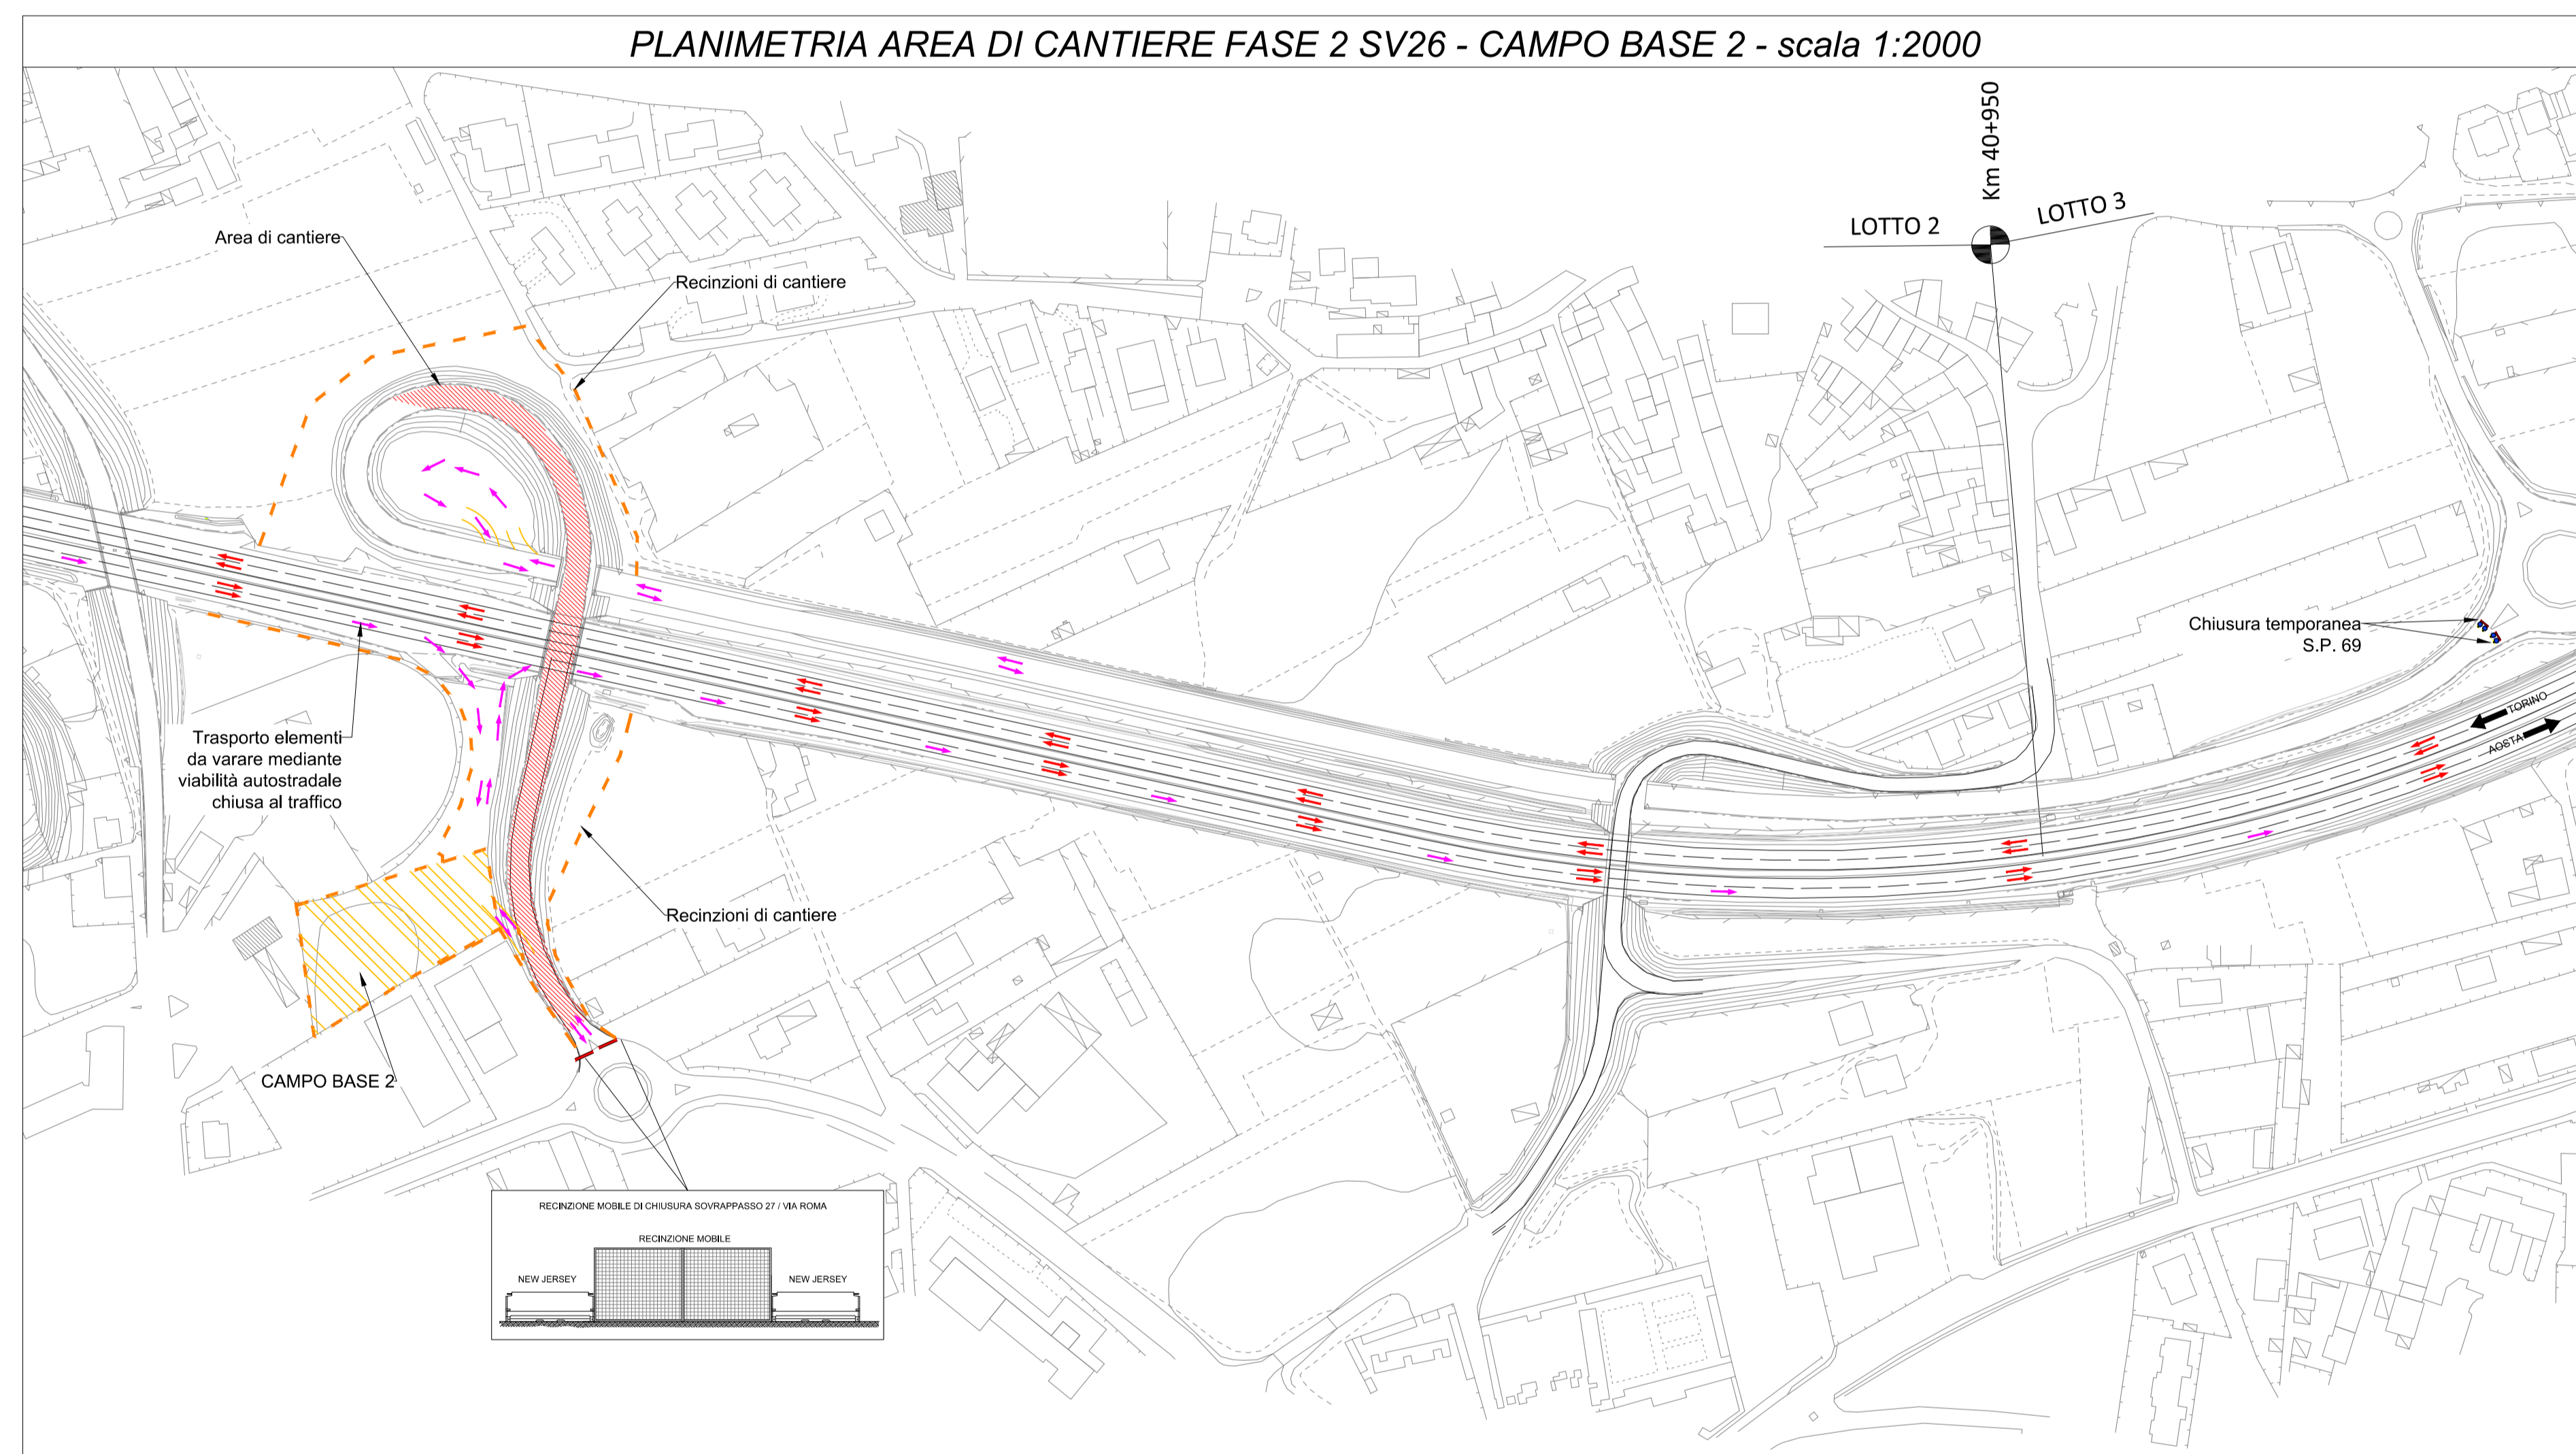 PLANIMETRIA AREA DI CANTIERE FASE 2 SV26 - CAMPO BASE 2 - scala 1:2000
Km 40+950
LOTTO 2
LOTTO 3
Area di cantiere
Recinzioni di cantiere
Chiusura temporanea
S.P. 69
TORINO
AOSTA
Trasporto elementi
da varare mediante
viabilità autostradale
chiusa al traffico
Recinzioni di cantiere
CAMPO BASE 2
RECINZIONE MOBILE DI CHIUSURA SOVRAPPASSO 27 / VIA ROMA
RECINZIONE MOBILE
NEW JERSEY
NEW JERSEY